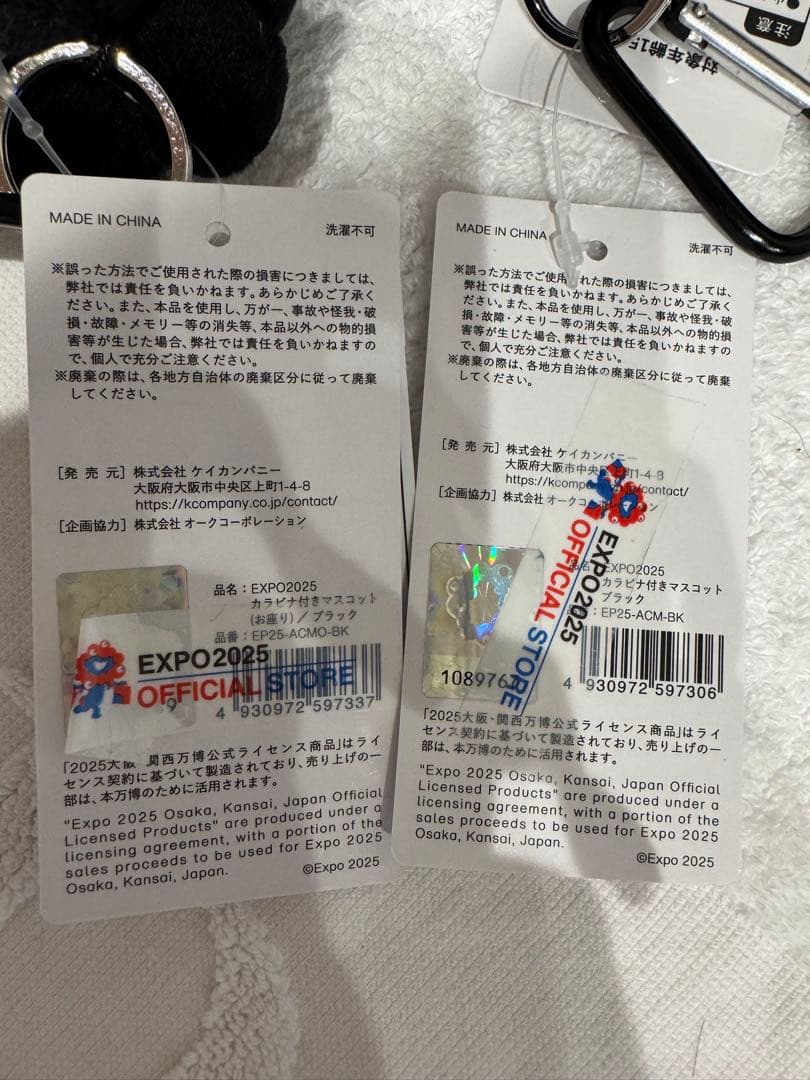 注意
対象年齢15
MADE IN CHINA
洗濯不可
※誤った方法でご使用された際の損害につきましては、
弊社では責任を負いかねます。あらかじめご了承く
ださい。また、本品を使用し、万が一、事故や怪我・破
損・故障・メモリー等の消失等、本品以外への物的損
害等が生じた場合、弊社では責任を負いかねますの
で、個人で充分ご注意ください。
※廃棄の際は、各地方自治体の廃棄区分に従って廃棄
してください。
[発売元] 株式会社 ケイカンパニー
大阪府大阪市中央区上町1-4-8
https://kcompany.co.jp/contact/
[企画協力] 株式会社 オークコーポレーション
品名：EXPO2025
カラビナ付きマスコット
(お座り)／ブラック
品番：EP25-ACMO-BK
EXPO2025
OFFICIAL STORE
9
4 930972 597337
「2025大阪・関西万博公式ライセンス商品」はライ
センス契約に基づいて製造されており、売り上げの一
部は、本万博のために活用されます。
"Expo 2025 Osaka, Kansai, Japan Official
Licensed Products" are produced under a
licensing agreement, with a portion of the
sales proceeds to be used for Expo 2025
Osaka, Kansai, Japan.
©Expo 2025
MADE IN CHINA
洗濯不可
※誤った方法でご使用された際の損害につきましては、
弊社では責任を負いかねます。あらかじめご了承く
ださい。また、本品を使用し、万が一、事故や怪我・破
損・故障・メモリー等の消失等、本品以外への物的損
害等が生じた場合、弊社では責任を負いかねますの
で、個人で充分ご注意ください。
※廃棄の際は、各地方自治体の廃棄区分に従って廃棄
してください。
[発売元] 株式会社 ケイカンパニー
大阪府大阪市中央区上町1-4-8
https://kcompany.co.jp/contact/
[企画協力] 株式会社 オークコーポレーション
品名：EXPO2025
カラビナ付きマスコット
ブラック
品番：EP25-ACM-BK
EXPO2025
OFFICIAL STORE
4 930972 597306
「2025大阪・関西万博公式ライセンス商品」はライ
センス契約に基づいて製造されており、売り上げの一
部は、本万博のために活用されます。
"Expo 2025 Osaka, Kansai, Japan Official
Licensed Products" are produced under a
licensing agreement, with a portion of the
sales proceeds to be used for Expo 2025
Osaka, Kansai, Japan.
©Expo 2025